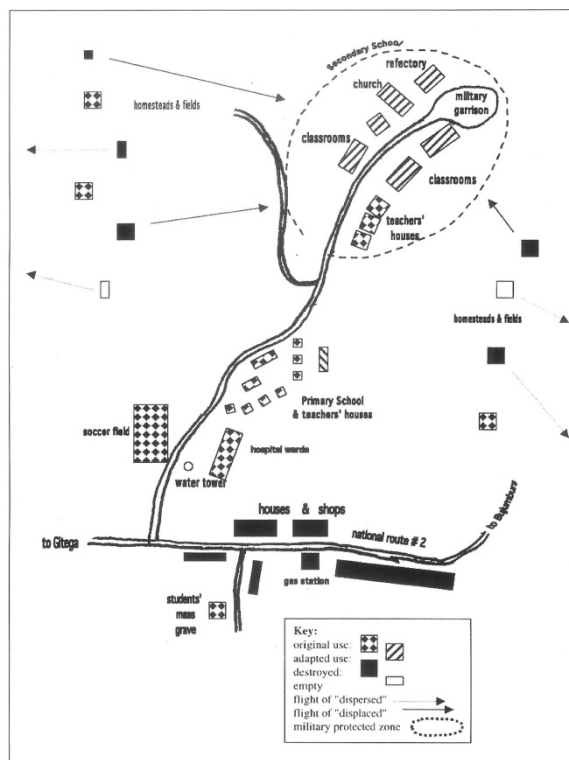 Secondary School
refectory
church
military
garrison
homesteads & fields
classrooms
classrooms
teachers'
houses
homesteads & fields
Primary School
& teachers' houses
soccer field
hospital wards
water tower
houses & shops
national route # 2
to Bujumbura
to Gitega
gas station
students'
mass
grave
Key:
original use:
adapted use:
destroyed:
empty
flight of "dispersed"
flight of "displaced"
military protected zone